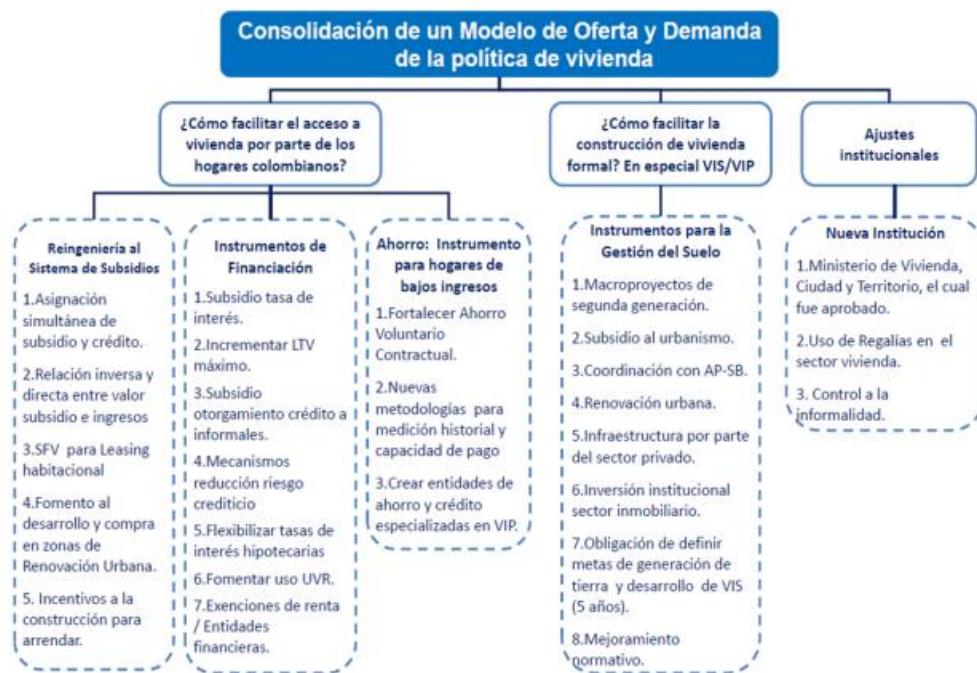 Consolidación de un Modelo de Oferta y Demanda
de la política de vivienda
¿Cómo facilitar el acceso a
vivienda por parte de los
hogares colombianos?
¿Cómo facilitar la
construcción de vivienda
formal? En especial VIS/VIP
Ajustes
institucionales
Reingeniería al
Sistema de Subsidios
1.Asignación
simultánea de
subsidio y crédito.
2.Relación inversa y
directa entre valor
subsidio e ingresos
3.SFV para Leasing
habitacional
4.Fomento al
desarrollo y compra
en zonas de
Renovación Urbana.
5. Incentivos a la
construcción para
arrendar.
Instrumentos de
Financiación
1.Subsidio tasa de
interés.
2.Incrementar LTV
máximo.
3.Subsidio
otorgamiento crédito a
informales.
4.Mecanismos
reducción riesgo
crediticio
5.Flexibilizar tasas de
interés hipotecarias
6.Fomentar uso UVR.
7.Exenciones de renta
/ Entidades
financieras.
Ahorro: Instrumento
para hogares de
bajos ingresos
1.Fortalecer Ahorro
Voluntario
Contractual.
2.Nuevas
metodologías para
medición historial y
capacidad de pago
3.Crear entidades de
ahorro y crédito
especializadas en VIP.
Instrumentos para la
Gestión del Suelo
1.Macroproyectos de
segunda generación.
2.Subsidio al urbanismo.
3.Coordinación con AP-SB.
4.Renovación urbana.
5.Infraestructura por parte
del sector privado.
6.Inversión institucional
sector inmobiliario.
7.Obligación de definir
metas de generación de
tierra y desarrollo de VIS
(5 años).
8.Mejoramiento
normativo.
Nueva Institución
1.Ministerio de Vivienda,
Ciudad y Territorio, el cual
fue aprobado.
2.Uso de Regalías en el
sector vivienda.
3. Control a la
informalidad.